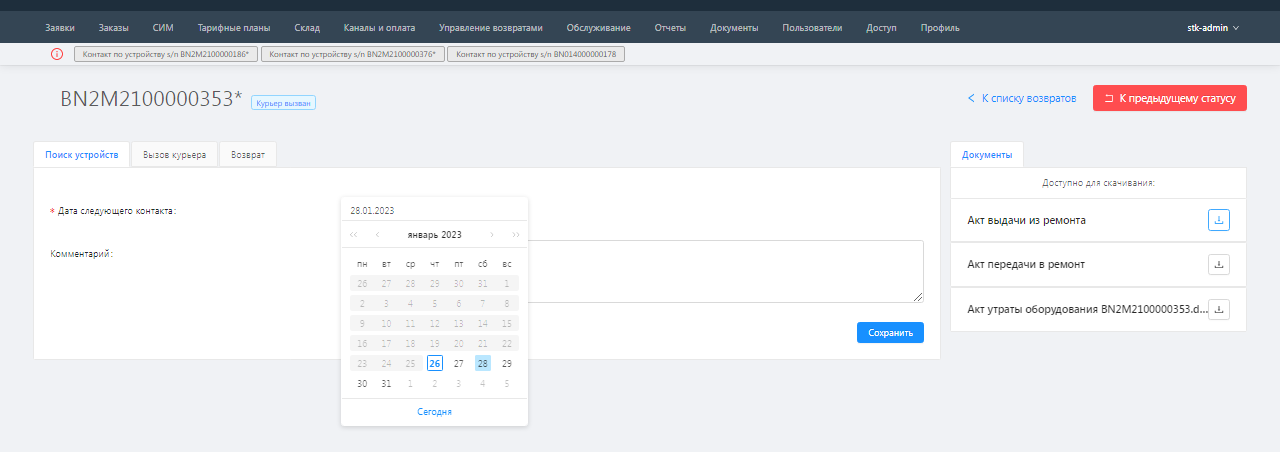 Заявки Заказы СИМ Тарифные планы Склад Каналы и оплата Управление возвратами Обслуживание Отчеты Документы Пользователи Доступ Профиль stk-admin
Контакт по устройству s/n BN2M2100000186* Контакт по устройству s/n BN2M2100000376* Контакт по устройству s/n BN014000000178
BN2M2100000353* Курьер вызван К списку возвратов К предыдущему статусу
Поиск устройств Вызов курьера Возврат
* Дата следующего контакта:
28.01.2023
январь 2023
Комментарий:
пн вт ср чт пт сб вс
26 27 28 29 30 31 1
2 3 4 5 6 7 8
9 10 11 12 13 14 15
16 17 18 19 20 21 22
23 24 25 26 27 28 29
30 31 1 2 3 4 5
Сегодня
Сохранить
Документы
Доступно для скачивания:
Акт выдачи из ремонта
Акт передачи в ремонт
Акт утраты оборудования BN2M2100000353.d...